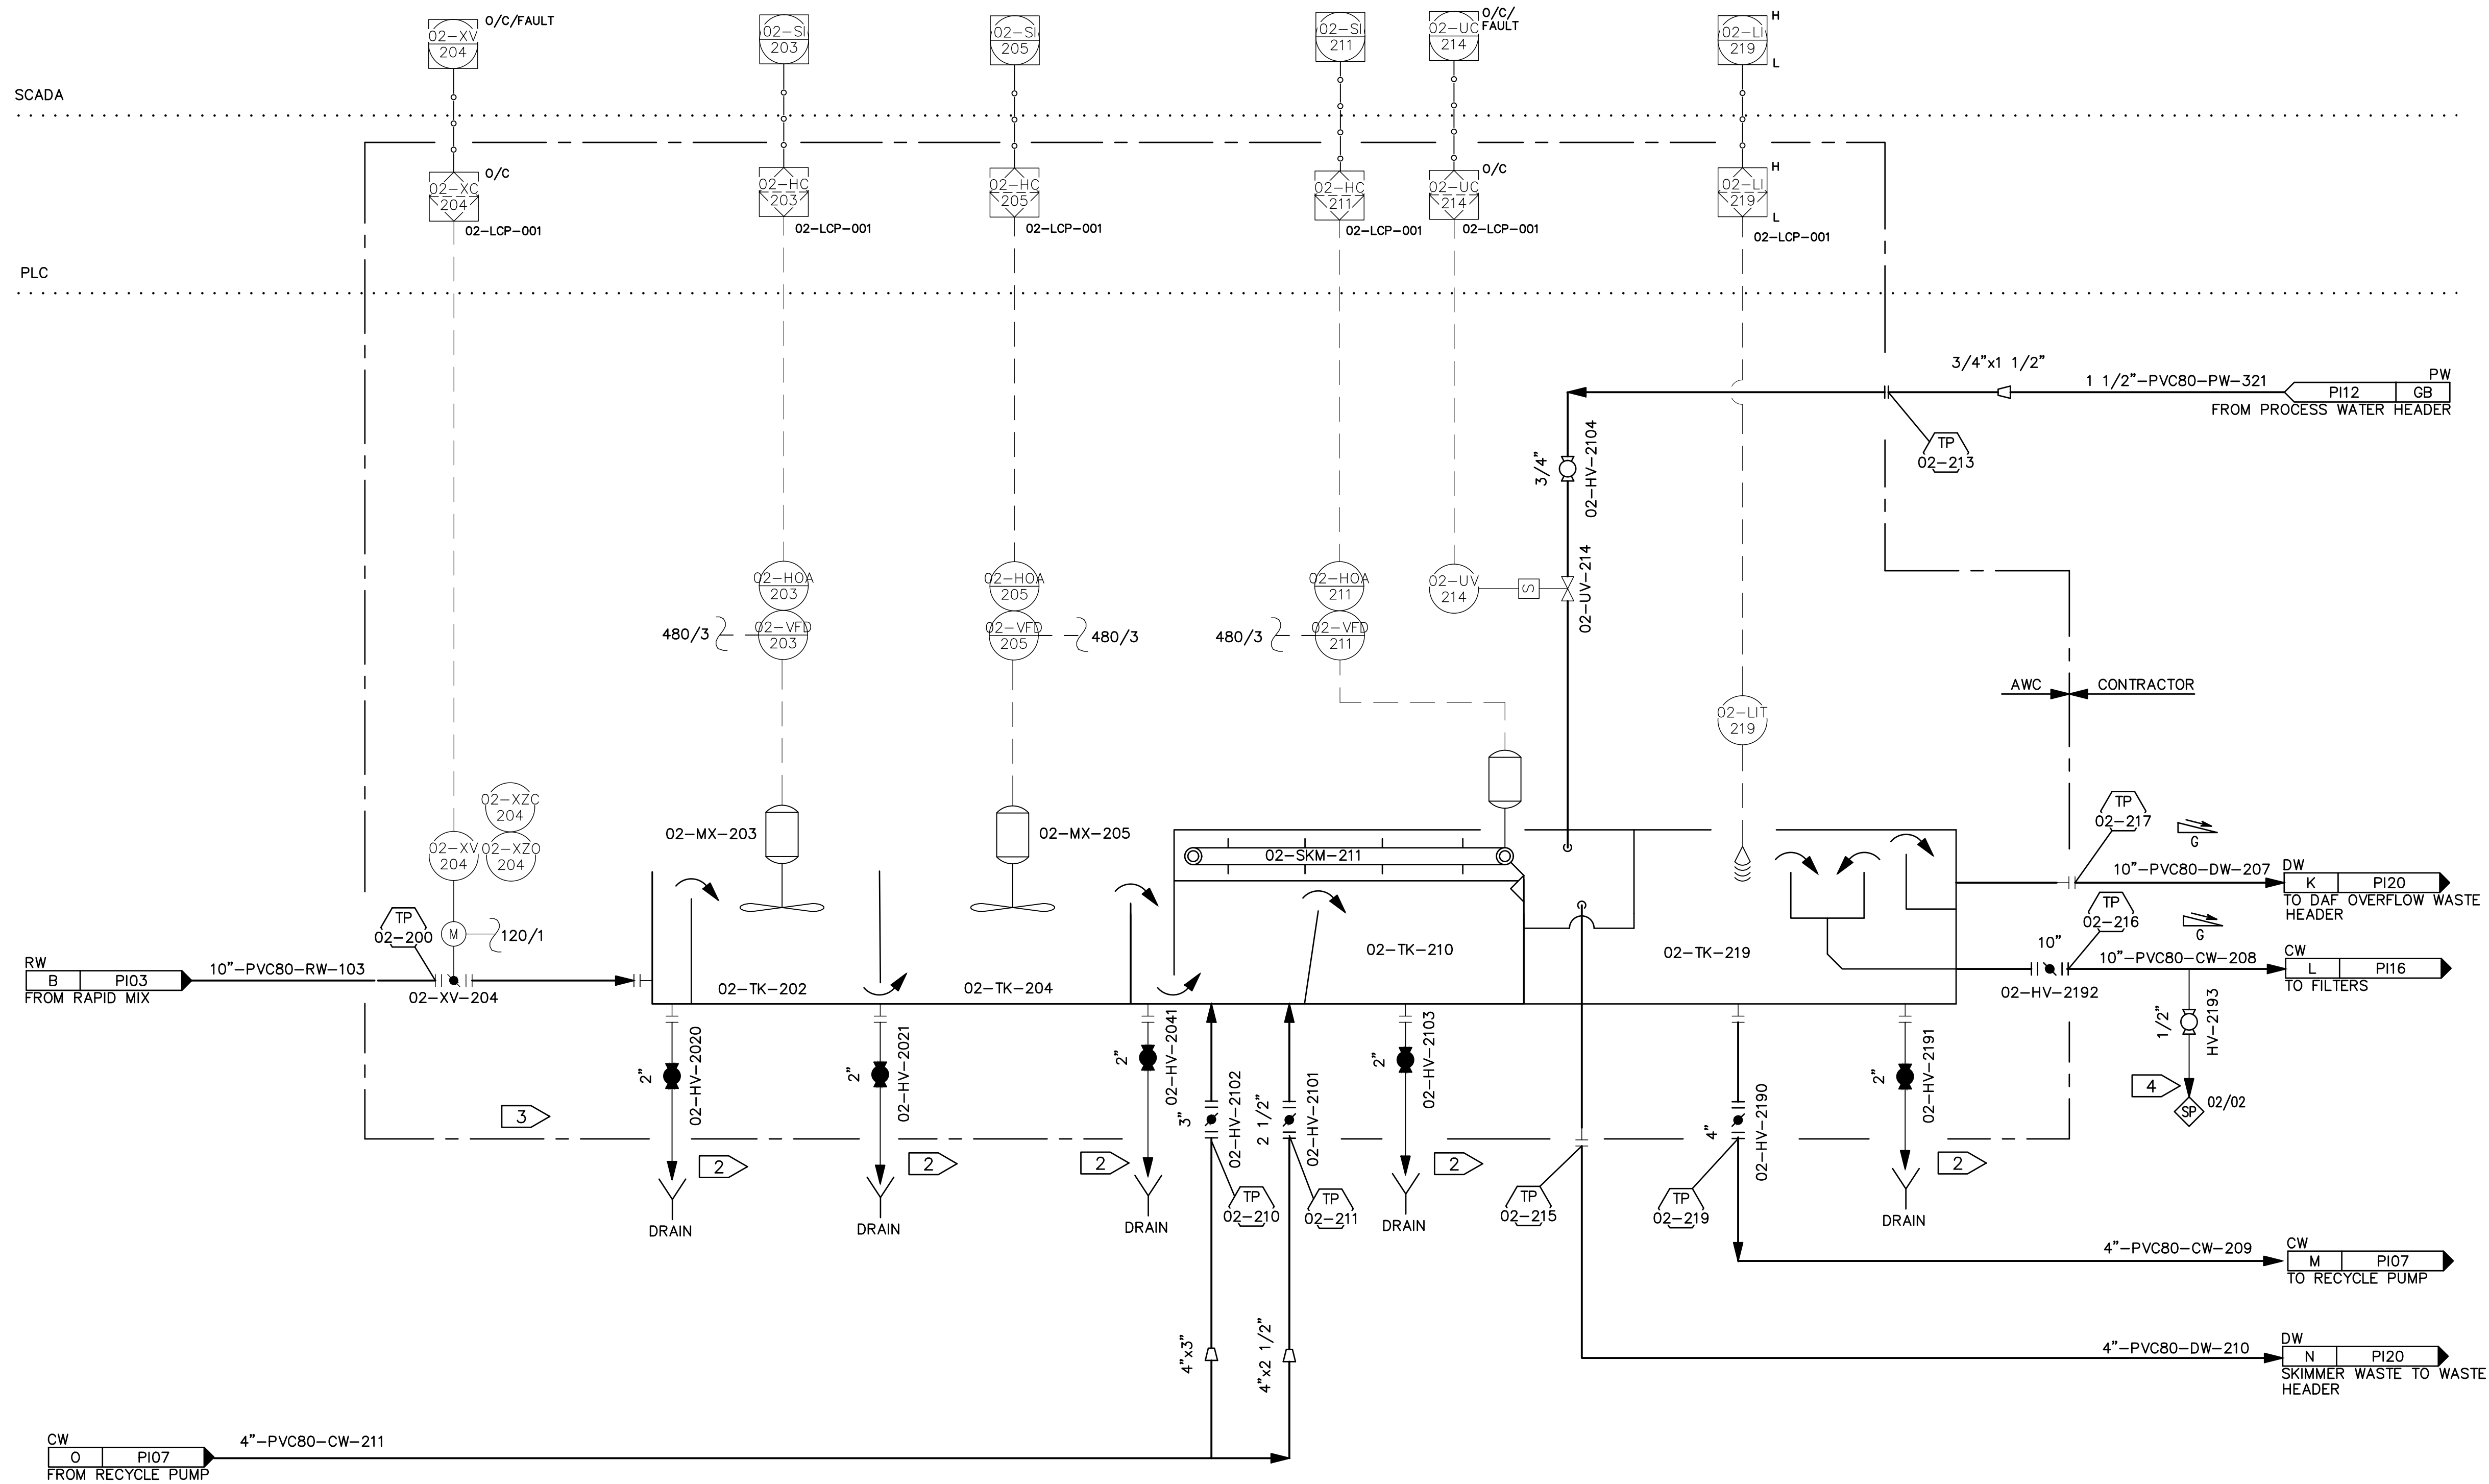 O/C/FAULT
02-XV
204
02-SI
203
02-SI
205
02-SI
211
02-UC
214
O/C/
FAULT
02-LI
219
H
L
SCADA
02-XC
204
O/C
02-LCP-001
02-HC
203
02-LCP-001
02-HC
205
02-LCP-001
02-HC
211
02-LCP-001
02-UC
214
O/C
02-LCP-001
02-LI
219
H
L
02-LCP-001
PLC
3/4"x1 1/2"
1 1/2"-PVC80-PW-321
PW
PI12 GB
FROM PROCESS WATER HEADER
TP
02-213
3/4"
02-HV-2104
02-UV-214
02-HOA
203
02-VFD
203
480/3
02-HOA
205
02-VFD
205
480/3
02-HOA
211
02-VFD
211
480/3
02-UV
214
S
AWC
CONTRACTOR
02-LIT
219
02-XZC
204
02-XV
204
02-XZO
204
02-MX-203
02-MX-205
02-SKM-211
TP
02-217
G
10"-PVC80-DW-207
DW
K PI20
TO DAF OVERFLOW WASTE
HEADER
TP
02-200
M
120/1
TP
02-216
G
02-TK-210
02-TK-219
10"
10"-PVC80-CW-208
CW
L PI16
TO FILTERS
RW
B PI03
FROM RAPID MIX
10"-PVC80-RW-103
02-XV-204
02-TK-202
02-TK-204
02-HV-2192
2"
02-HV-2020
2"
02-HV-2021
2"
02-HV-2041
3"
02-HV-2102
2 1/2"
02-HV-2101
2"
02-HV-2103
4"
02-HV-2190
2"
02-HV-2191
1/2"
HV-2193
4
SP
02/02
3
2
2
2
2
2
TP
02-210
TP
02-211
TP
02-215
TP
02-219
DRAIN
DRAIN
DRAIN
DRAIN
DRAIN
4"-PVC80-CW-209
CW
M PI07
TO RECYCLE PUMP
4"x3"
4"x2 1/2"
4"-PVC80-DW-210
DW
N PI20
SKIMMER WASTE TO WASTE
HEADER
CW
O PI07
FROM RECYCLE PUMP
4"-PVC80-CW-211